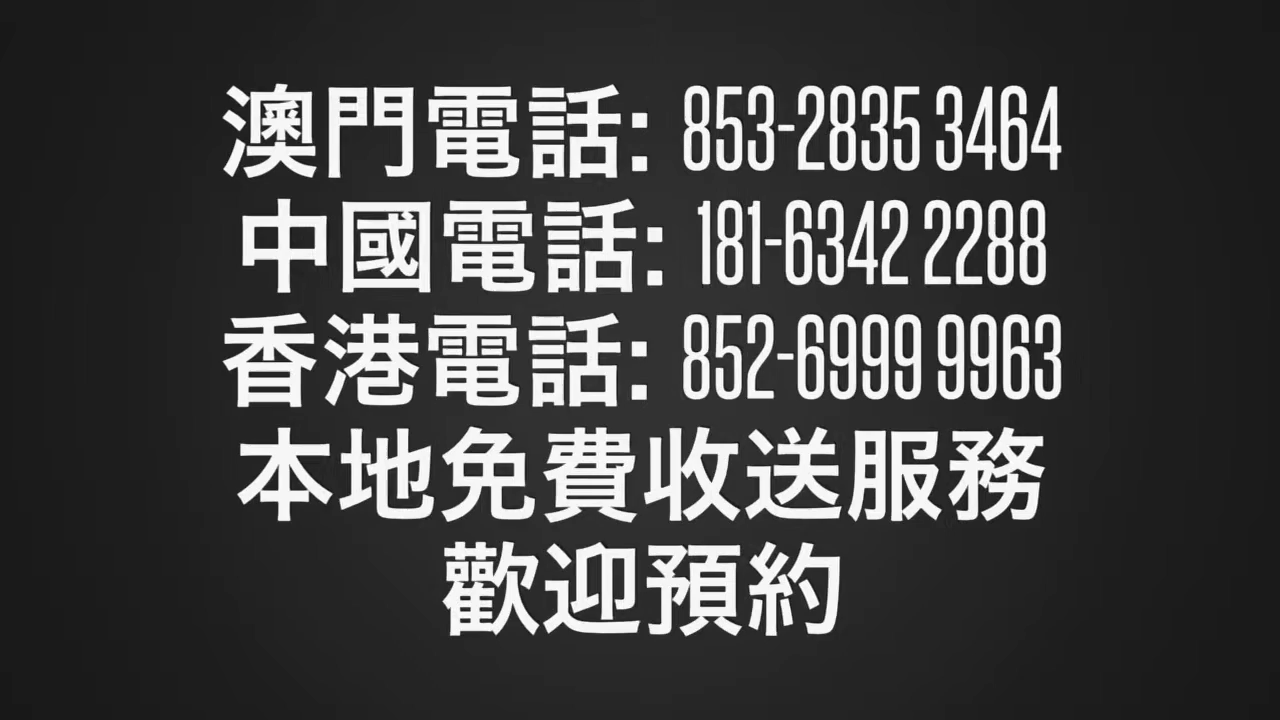 澳門電話: 853-2835 3464
中國電話: 181-6342 2288
香港電話: 852-6999 9963
本地免費收送服務
歡迎預約